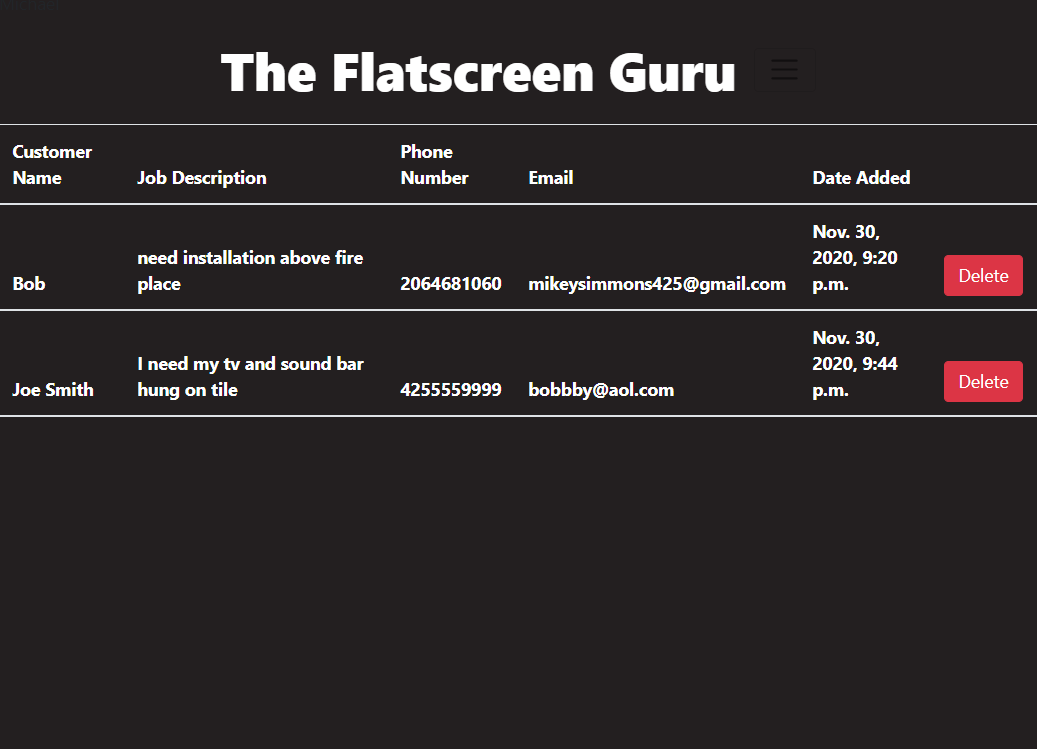 The Flatscreen Guru
Customer
Name
Job Description
Phone
Number
Email
Date Added
Bob
need installation above fire
place
2064681060
mikeysimmons425@gmail.com
Nov. 30,
2020, 9:20
p.m.
Delete
Joe Smith
I need my tv and sound bar
hung on tile
4255559999
bobbby@aol.com
Nov. 30,
2020, 9:44
p.m.
Delete